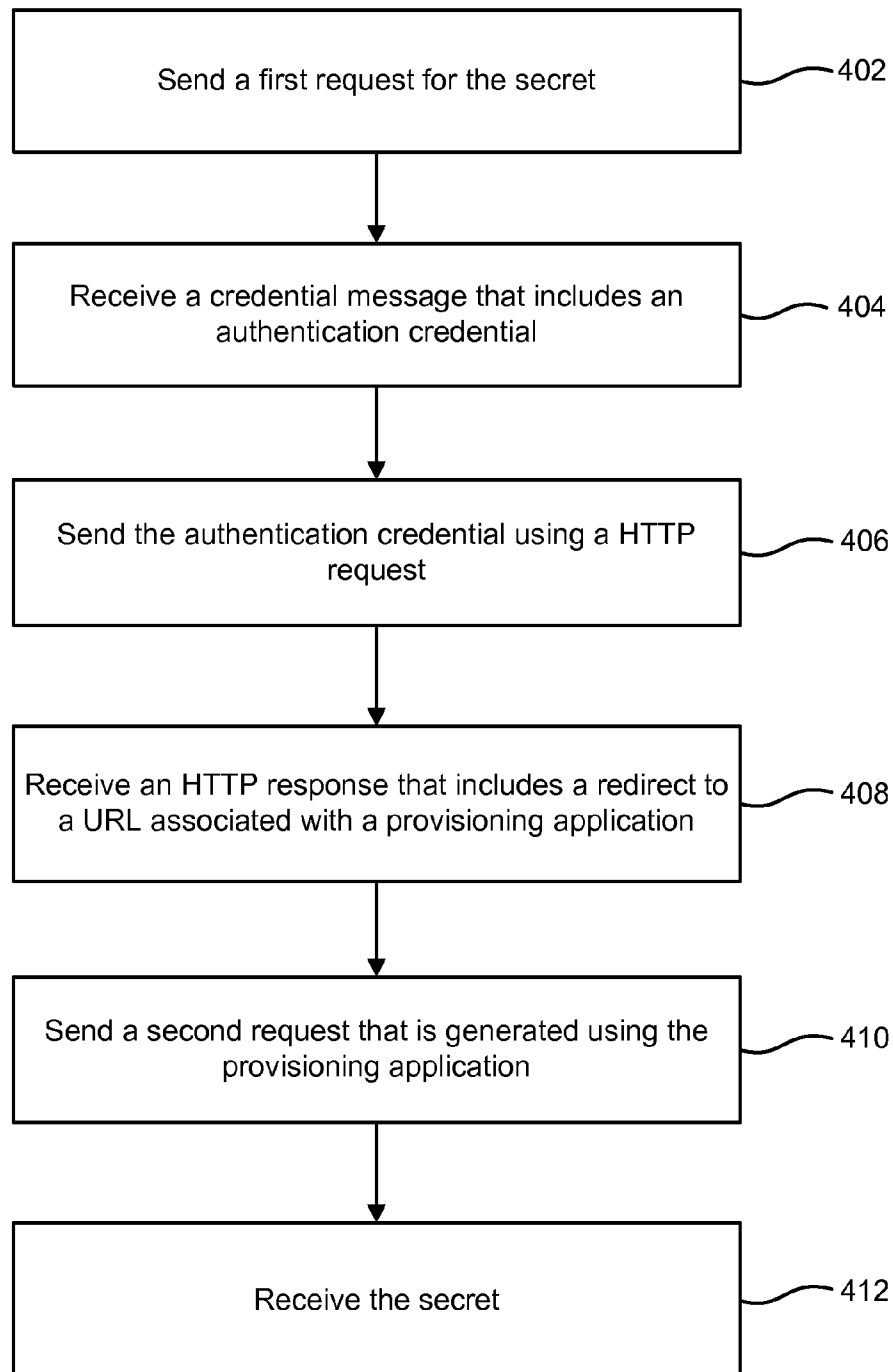 Send a first request for the secret
402
Receive a credential message that includes an
authentication credential
404
Send the authentication credential using a HTTP
request
406
Receive an HTTP response that includes a redirect to
a URL associated with a provisioning application
408
Send a second request that is generated using the
provisioning application
410
Receive the secret
412